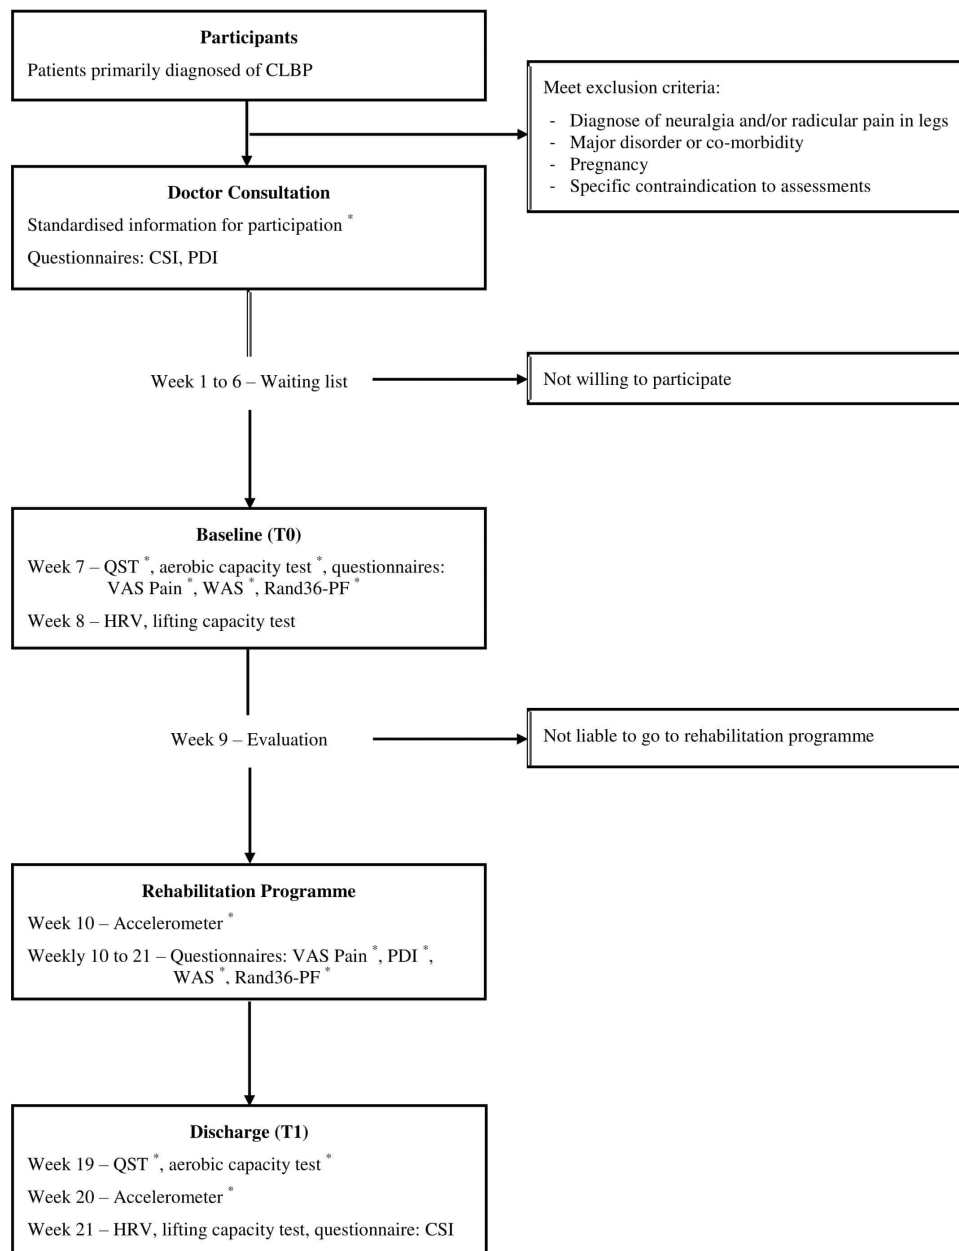 Participants
Patients primarily diagnosed of CLBP
Meet exclusion criteria:
- Diagnose of neuralgia and/or radicular pain in legs
- Major disorder or co-morbidity
- Pregnancy
- Specific contraindication to assessments
Doctor Consultation
Standardised information for participation *
Questionnaires: CSI, PDI
Week 1 to 6 – Waiting list
Not willing to participate
Baseline (T0)
Week 7 – QST *, aerobic capacity test *, questionnaires:
VAS Pain *, WAS *, Rand36-PF *
Week 8 – HRV, lifting capacity test
Week 9 – Evaluation
Not liable to go to rehabilitation programme
Rehabilitation Programme
Week 10 – Accelerometer *
Weekly 10 to 21 – Questionnaires: VAS Pain *, PDI *,
WAS *, Rand36-PF *
Discharge (T1)
Week 19 – QST *, aerobic capacity test *
Week 20 – Accelerometer *
Week 21 – HRV, lifting capacity test, questionnaire: CSI